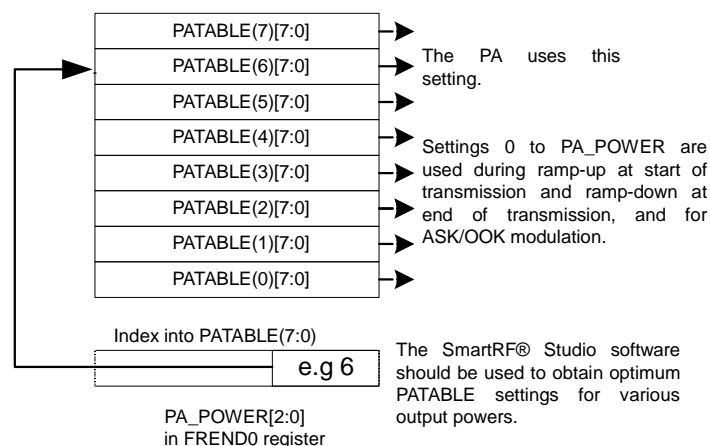 PATABLE(7)[7:0]
PATABLE(6)[7:0]
PATABLE(5)[7:0]
PATABLE(4)[7:0]
PATABLE(3)[7:0]
PATABLE(2)[7:0]
PATABLE(1)[7:0]
PATABLE(0)[7:0]
The PA uses this
setting.
Settings 0 to PA_POWER are
used during ramp-up at start of
transmission and ramp-down at
end of transmission, and for
ASK/OOK modulation.
Index into PATABLE(7:0)
e.g 6
PA_POWER[2:0]
in FREND0 register
The SmartRF® Studio software
should be used to obtain optimum
PATABLE settings for various
output powers.